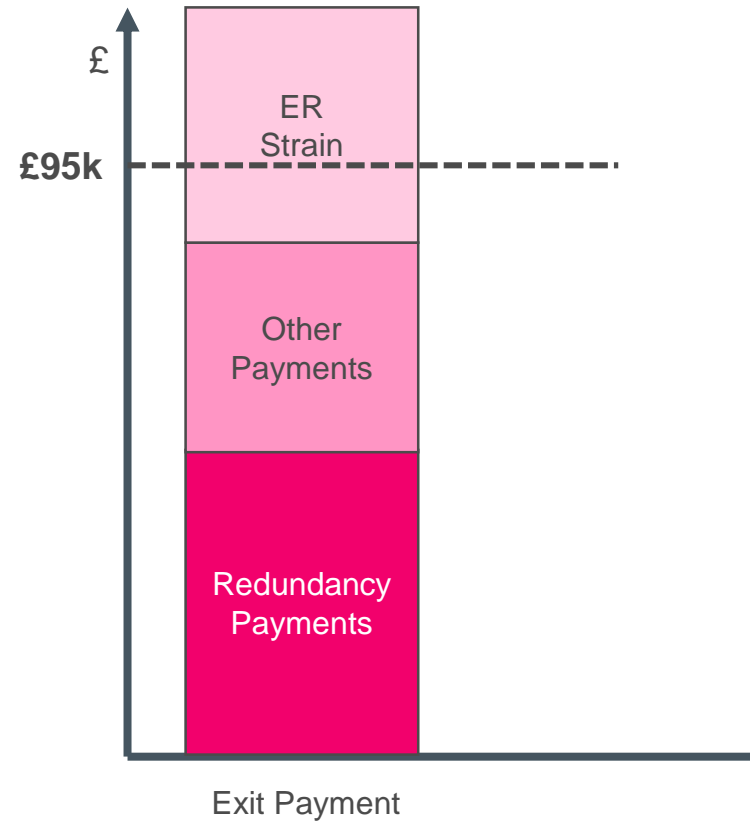 £
ER
Strain
£95k
Other
Payments
Redundancy
Payments
Exit Payment